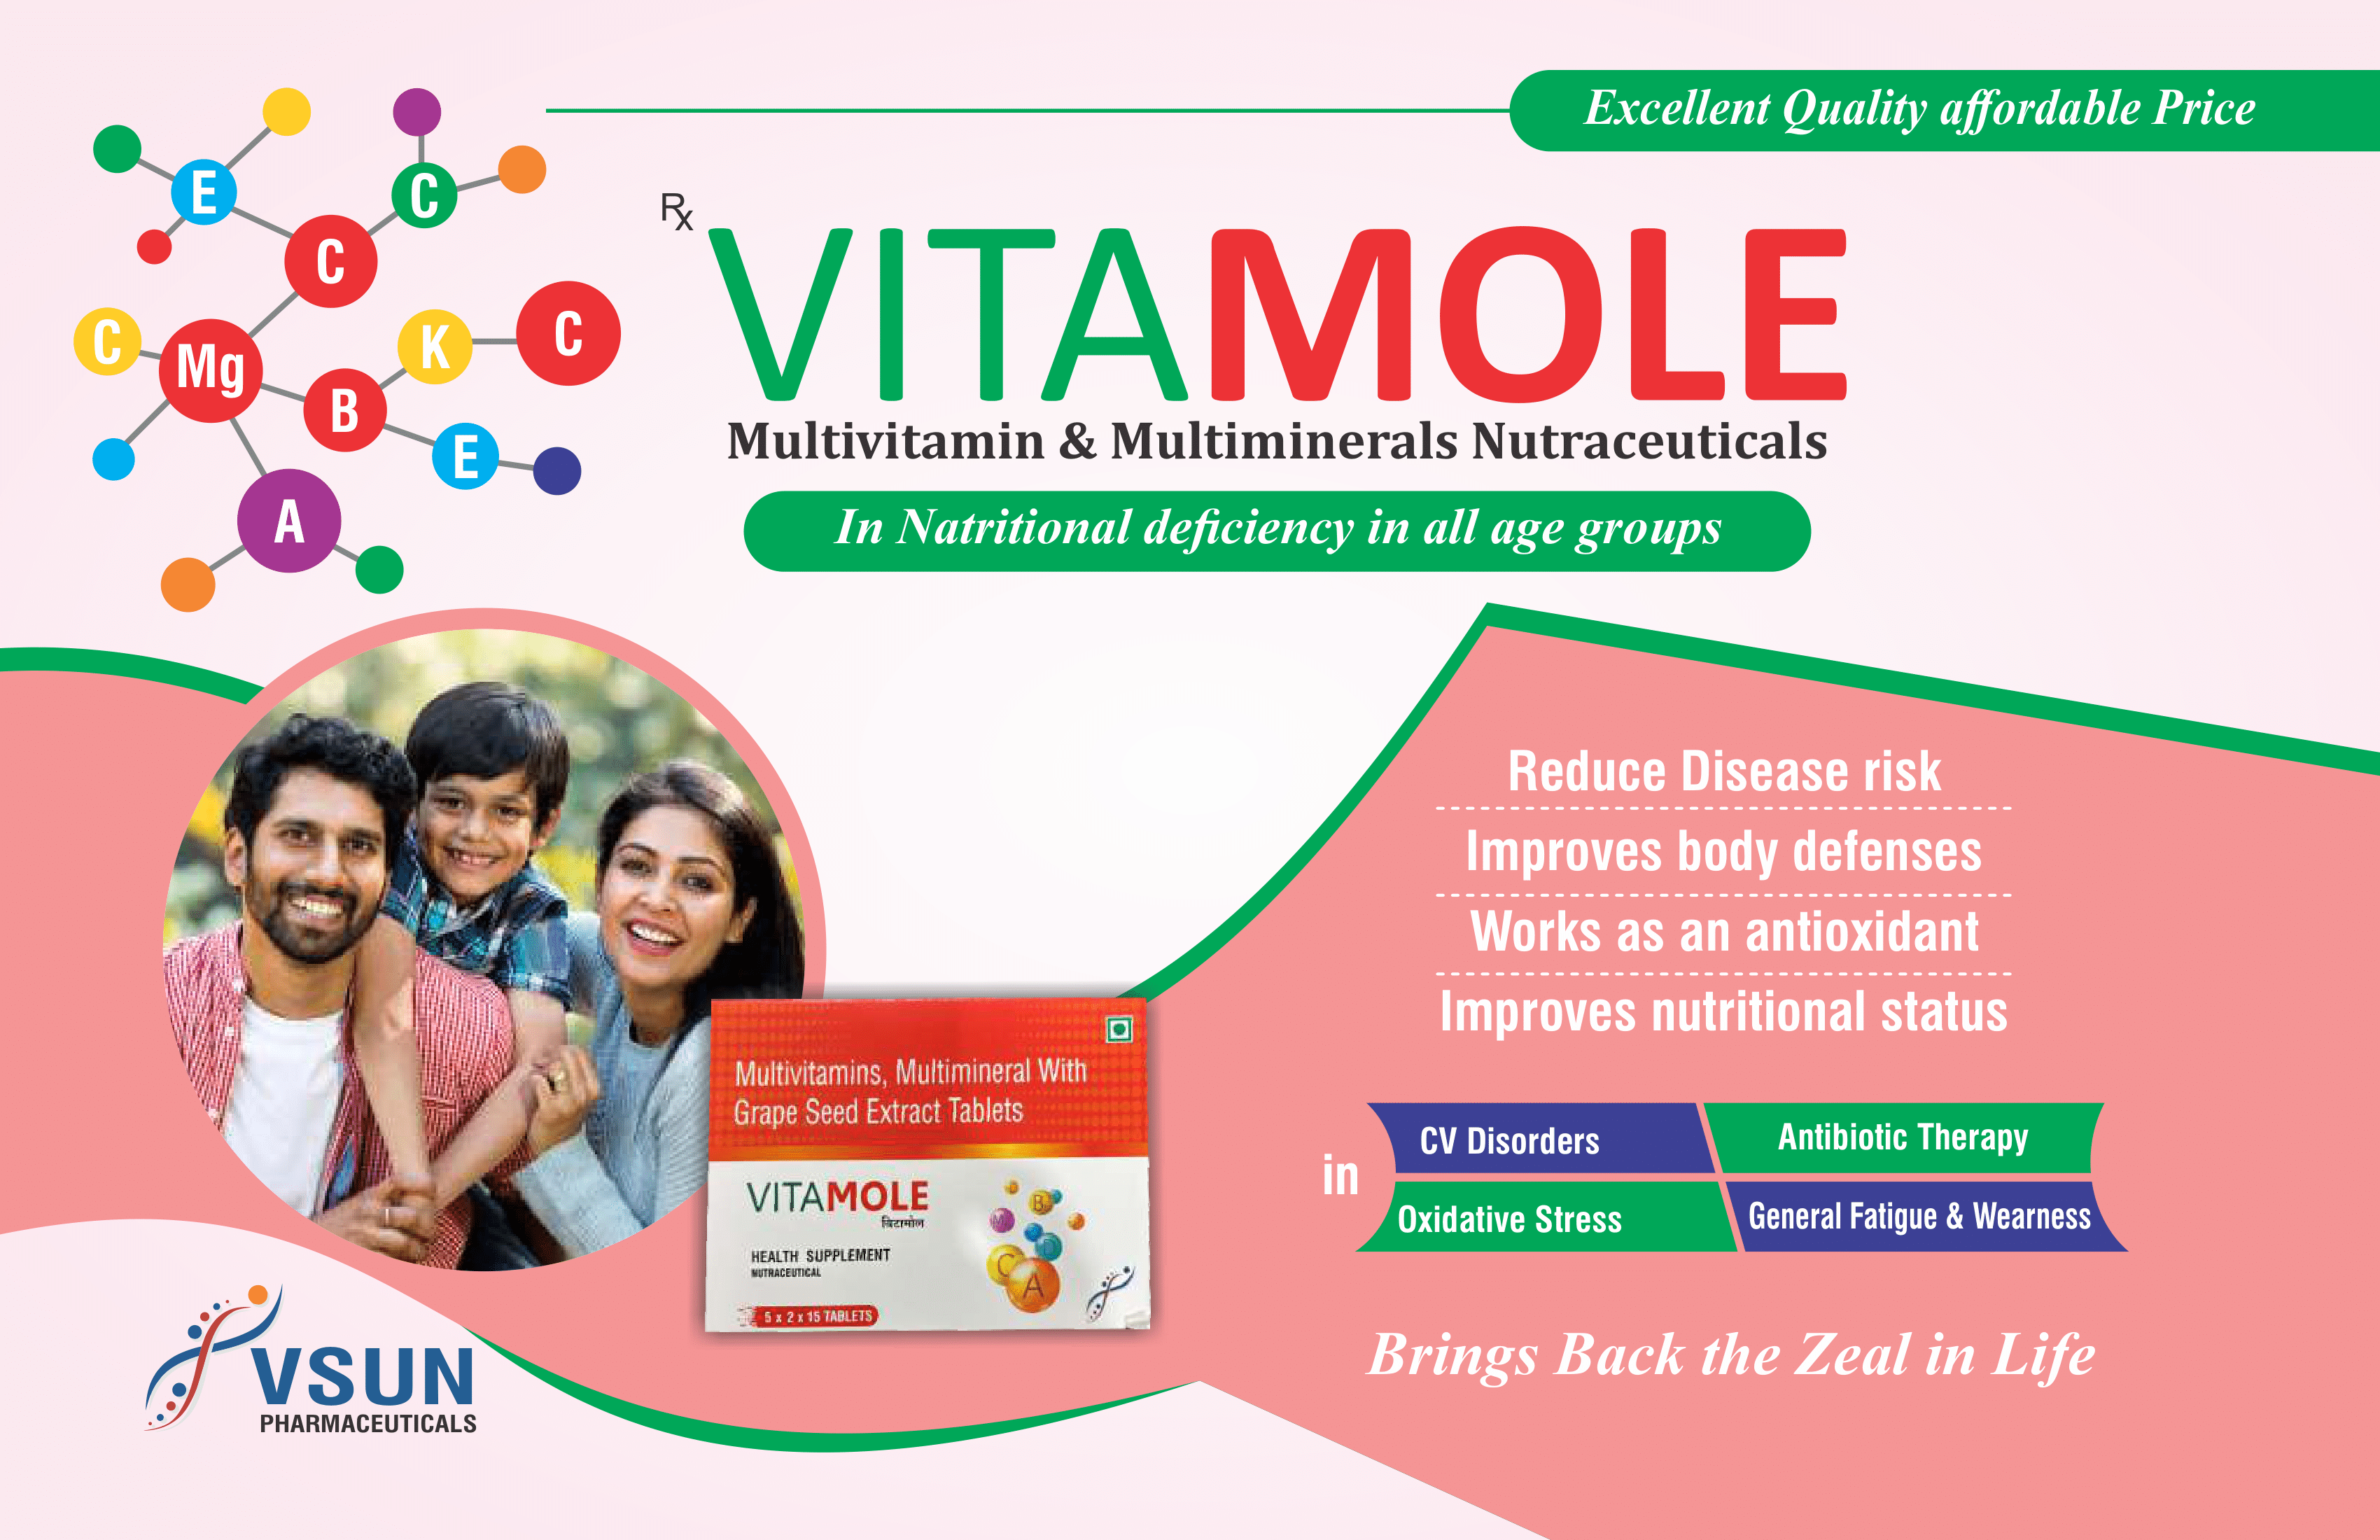 Excellent Quality affordable Price
E
C
C
C
Mg
K
C
B
E
A
Rx
VITAMOLE
Multivitamin & Multiminerals Nutraceuticals
In Natritional deficiency in all age groups
Reduce Disease risk
Improves body defenses
Works as an antioxidant
Improves nutritional status
in
CV Disorders
Antibiotic Therapy
Oxidative Stress
General Fatigue & Wearness
Brings Back the Zeal in Life
Multivitamins, Multimineral With
Grape Seed Extract Tablets
VITAMOLE
विटामोल
HEALTH SUPPLEMENT
NUTRACEUTICAL
5 x 2 x 15 TABLETS
B
D
C
A
VSUN
PHARMACEUTICALS